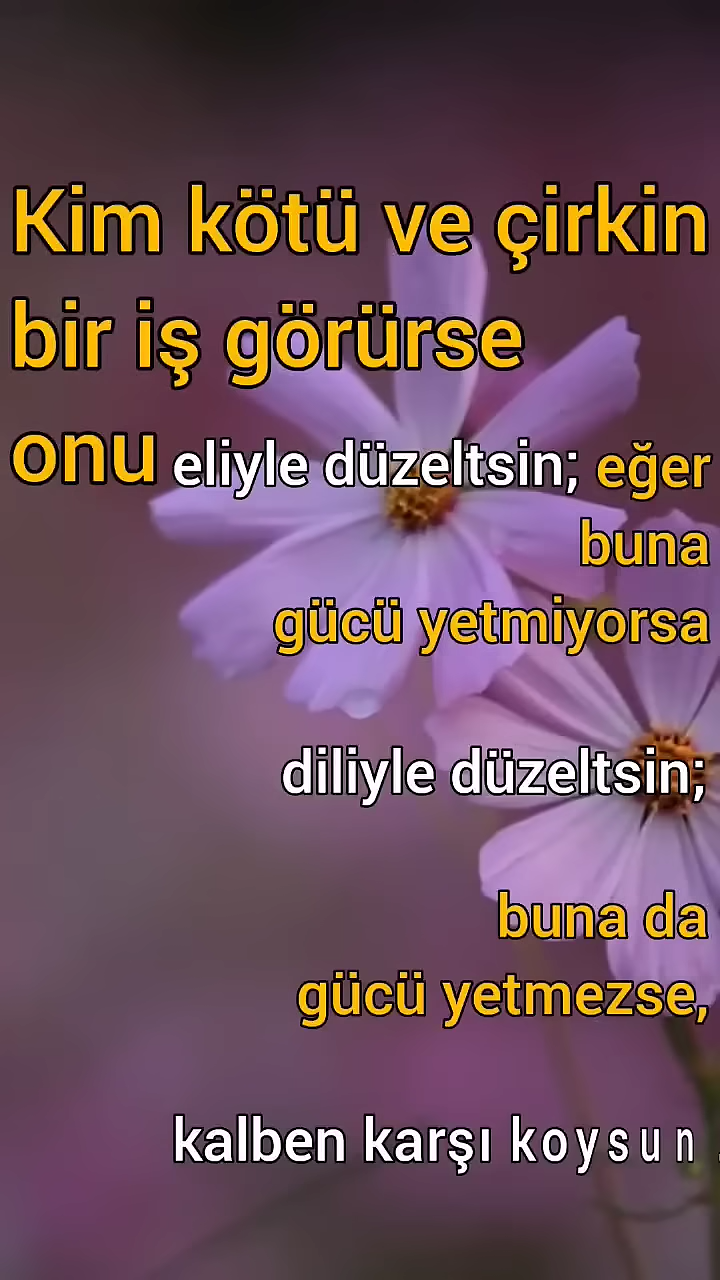 Kim kötü ve çirkin
bir iş görürse
onu eliyle düzeltsin; eğer
buna
gücü yetmiyorsa
diliyle düzeltsin;
buna da
gücü yetmezse,
kalben karşı koysun.